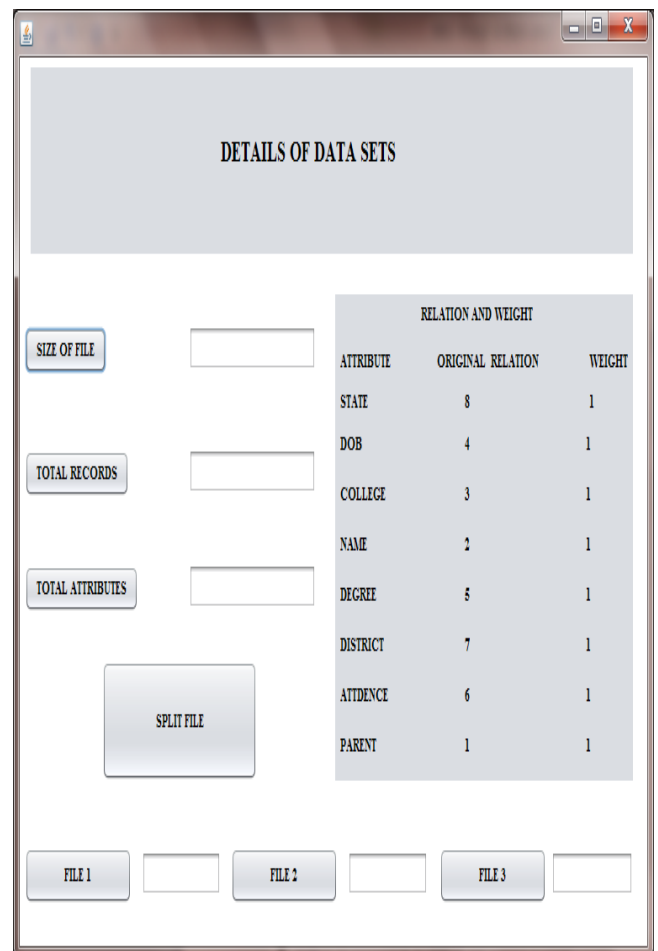 DETAILS OF DATA SETS
SIZE OF FILE
TOTAL RECORDS
TOTAL ATTRIBUTES
SPLIT FILE
RELATION AND WEIGHT
ATTRIBUTE ORIGINAL RELATION WEIGHT
STATE 8 1
DOB 4 1
COLLEGE 3 1
NAME 2 1
DEGREE 5 1
DISTRICT 7 1
ATTDENCE 6 1
PARENT 1 1
FILE 1 FILE 2 FILE 3